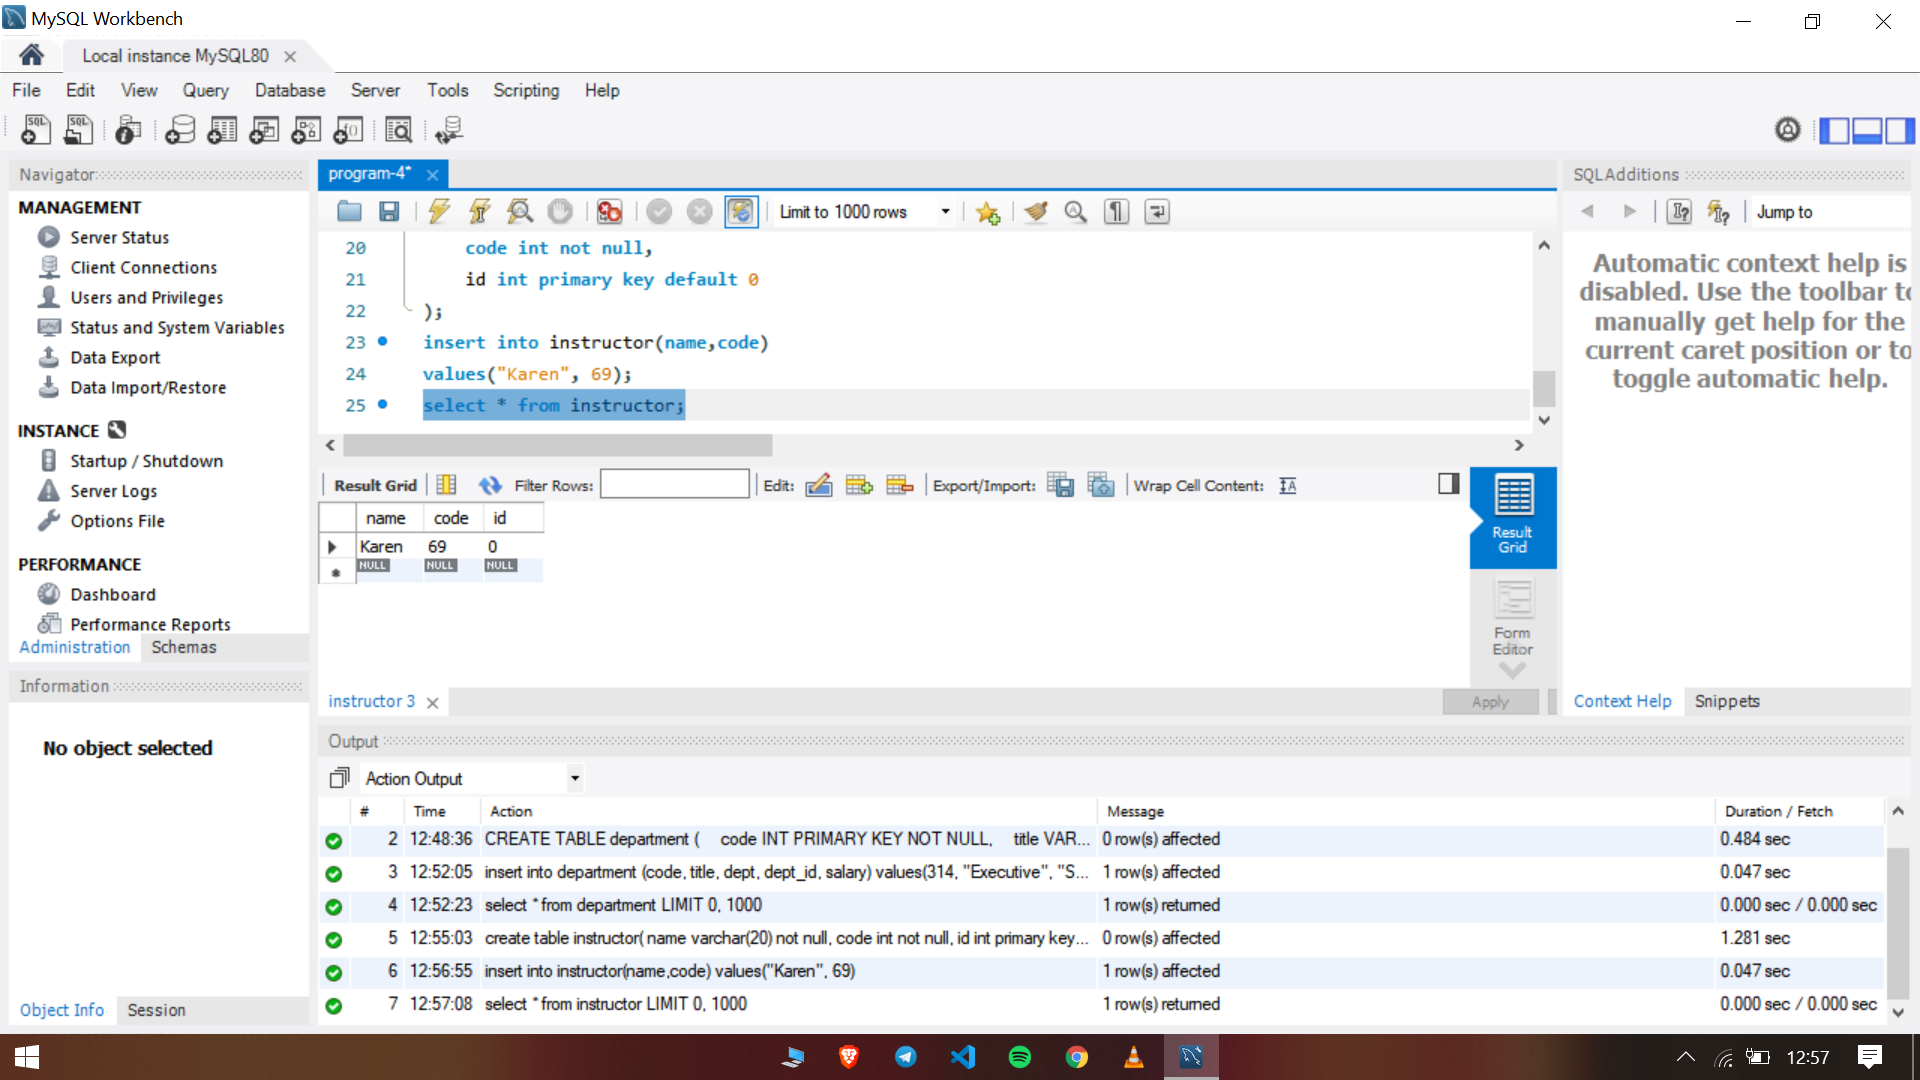 MySQL Workbench
Local instance MySQL80
File Edit View Query Database Server Tools Scripting Help
Navigator
MANAGEMENT
Server Status
Client Connections
Users and Privileges
Status and System Variables
Data Export
Data Import/Restore
INSTANCE
Startup / Shutdown
Server Logs
Options File
PERFORMANCE
Dashboard
Performance Reports
Administration Schemas
Information
No object selected
Object Info Session
program-4*
Limit to 1000 rows
20 code int not null,
21 id int primary key default 0
22 );
23 insert into instructor(name,code)
24 values("Karen", 69);
25 select * from instructor;
Result Grid Filter Rows: Edit: Export/Import: Wrap Cell Content:
name code id
Karen 69 0
NULL NULL NULL
Result
Grid
Form
Editor
instructor 3
Apply
SQLAdditions
Jump to
Automatic context help is
disabled. Use the toolbar to
manually get help for the
current caret position or to
toggle automatic help.
Context Help Snippets
Output
Action Output
# Time Action Message Duration / Fetch
2 12:48:36 CREATE TABLE department ( code INT PRIMARY KEY NOT NULL, title VAR... 0 row(s) affected 0.484 sec
3 12:52:05 insert into department (code, title, dept, dept_id, salary) values(314, "Executive", "S... 1 row(s) affected 0.047 sec
4 12:52:23 select * from department LIMIT 0, 1000 1 row(s) returned 0.000 sec / 0.000 sec
5 12:55:03 create table instructor( name varchar(20) not null, code int not null, id int primary key... 0 row(s) affected 1.281 sec
6 12:56:55 insert into instructor(name,code) values("Karen", 69) 1 row(s) affected 0.047 sec
7 12:57:08 select * from instructor LIMIT 0, 1000 1 row(s) returned 0.000 sec / 0.000 sec
12:57